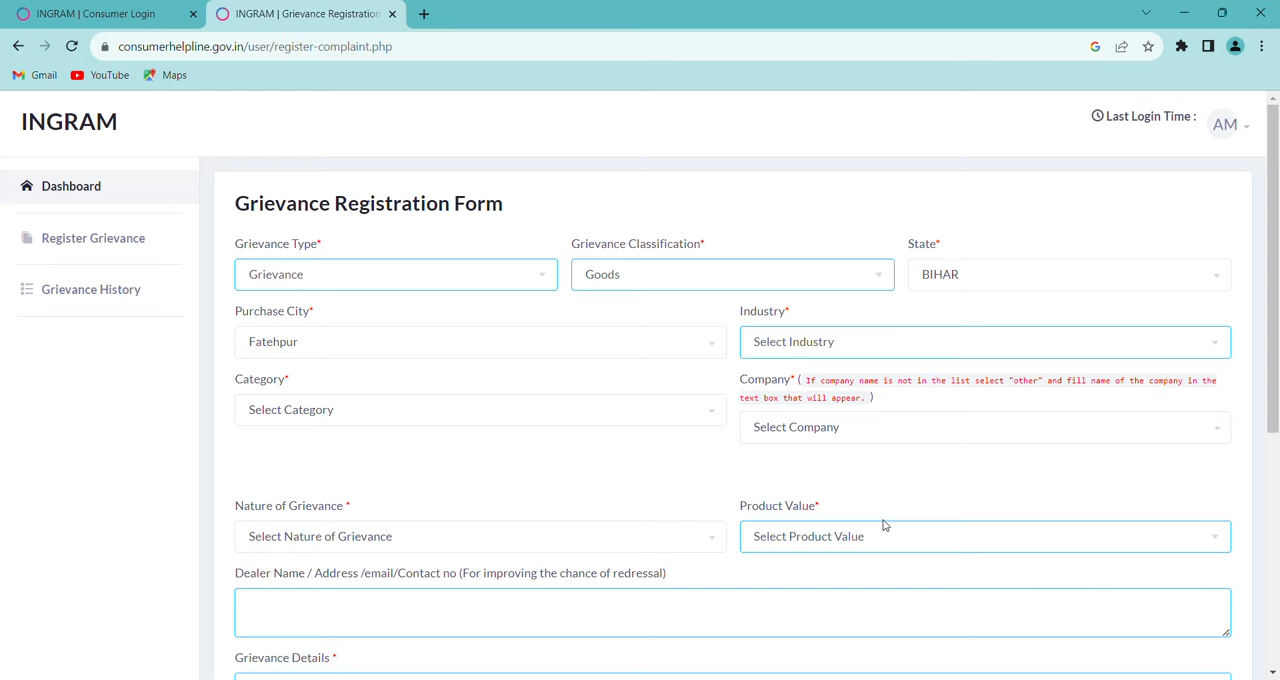 INGRAM | Consumer Login
INGRAM | Grievance Registration
consumerhelpline.gov.in/user/register-complaint.php
Gmail YouTube Maps
INGRAM
Last Login Time :
AM
Dashboard
Register Grievance
Grievance History
Grievance Registration Form
Grievance Type* Grievance Classification* State*
Grievance Goods BIHAR
Purchase City* Industry*
Fatehpur Select Industry
Category* Company* ( If company name is not in the list select "other" and fill name of the company in the
text box that will appear. )
Select Category
Select Company
Nature of Grievance * Product Value*
Select Nature of Grievance Select Product Value
Dealer Name / Address /email/Contact no (For improving the chance of redressal)
Grievance Details *